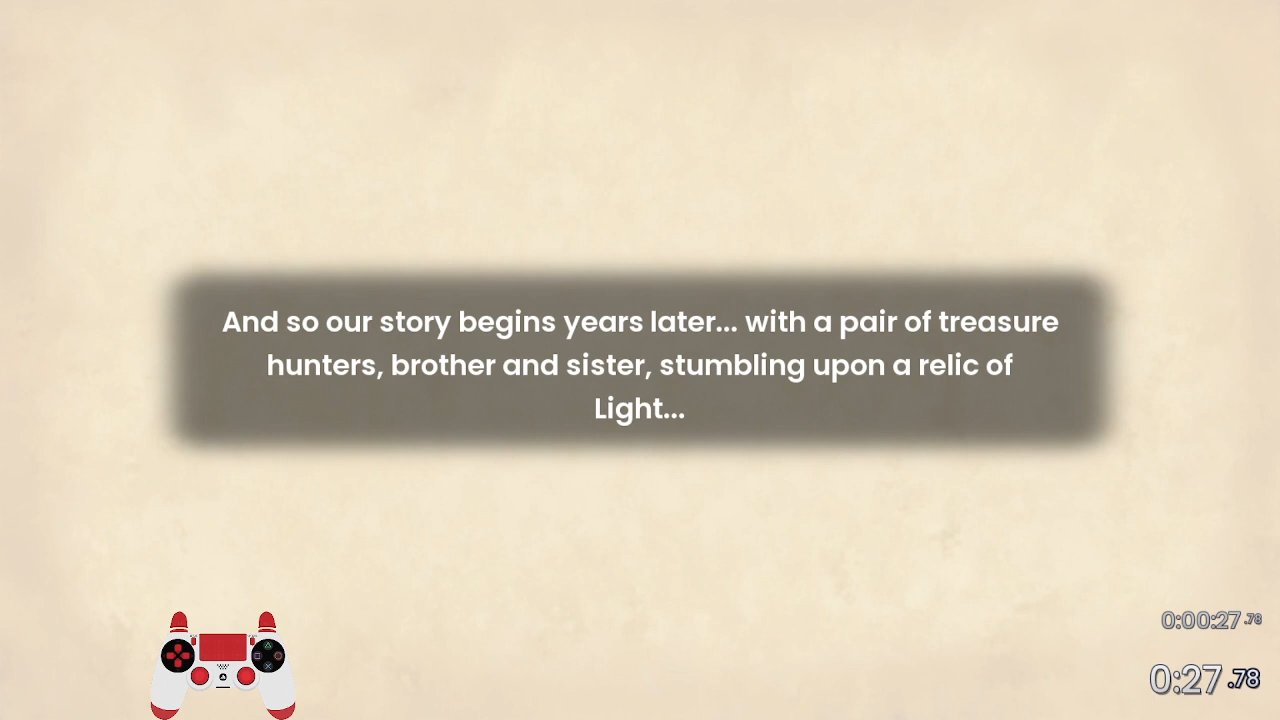 And so our story begins years later... with a pair of treasure
hunters, brother and sister, stumbling upon a relic of
Light...
0:00:27.78
0:27.78